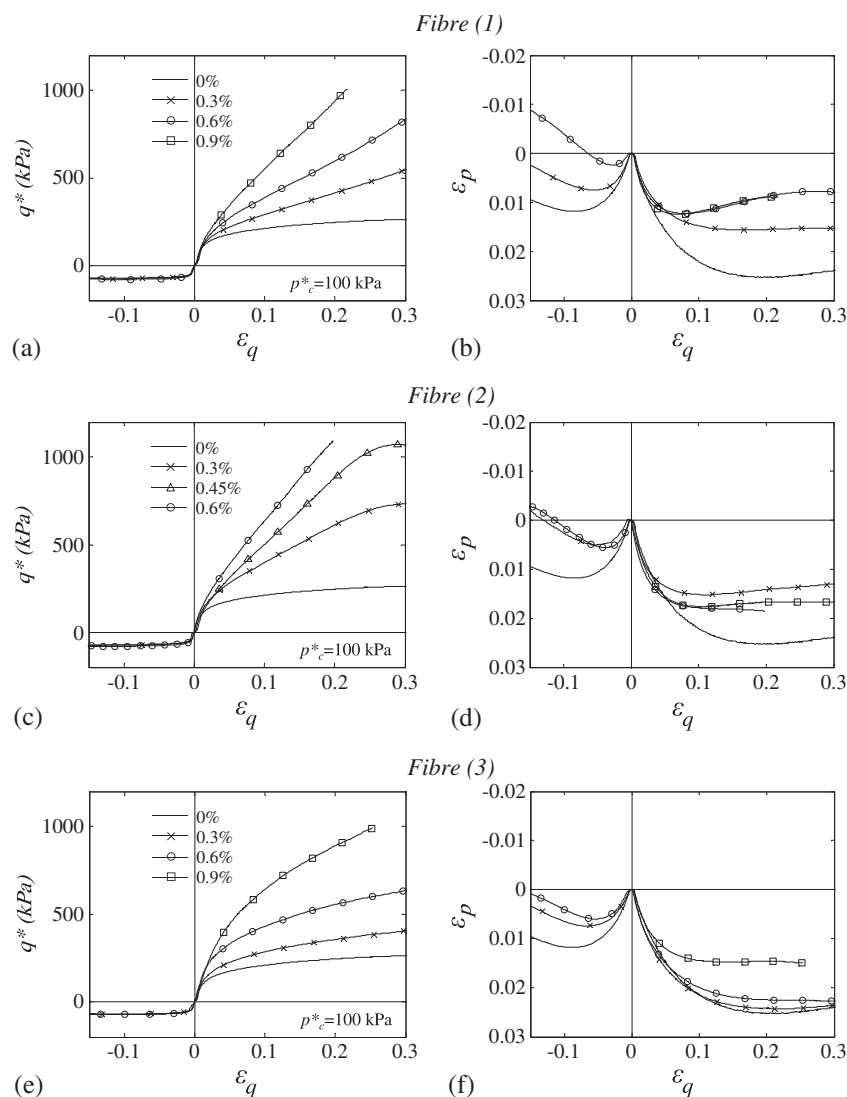 Fibre (1)
q* (kPa)
1000
500
0
0%
0.3%
0.6%
0.9%
p*c=100 kPa
-0.1 0 0.1 0.2 0.3
εq
(a)
εp
-0.02
-0.01
0
0.01
0.02
0.03
-0.1 0 0.1 0.2 0.3
εq
(b)
Fibre (2)
q* (kPa)
1000
500
0
0%
0.3%
0.45%
0.6%
p*c=100 kPa
-0.1 0 0.1 0.2 0.3
εq
(c)
εp
-0.02
-0.01
0
0.01
0.02
0.03
-0.1 0 0.1 0.2 0.3
εq
(d)
Fibre (3)
q* (kPa)
1000
500
0
0%
0.3%
0.6%
0.9%
p*c=100 kPa
-0.1 0 0.1 0.2 0.3
εq
(e)
εp
-0.02
-0.01
0
0.01
0.02
0.03
-0.1 0 0.1 0.2 0.3
εq
(f)